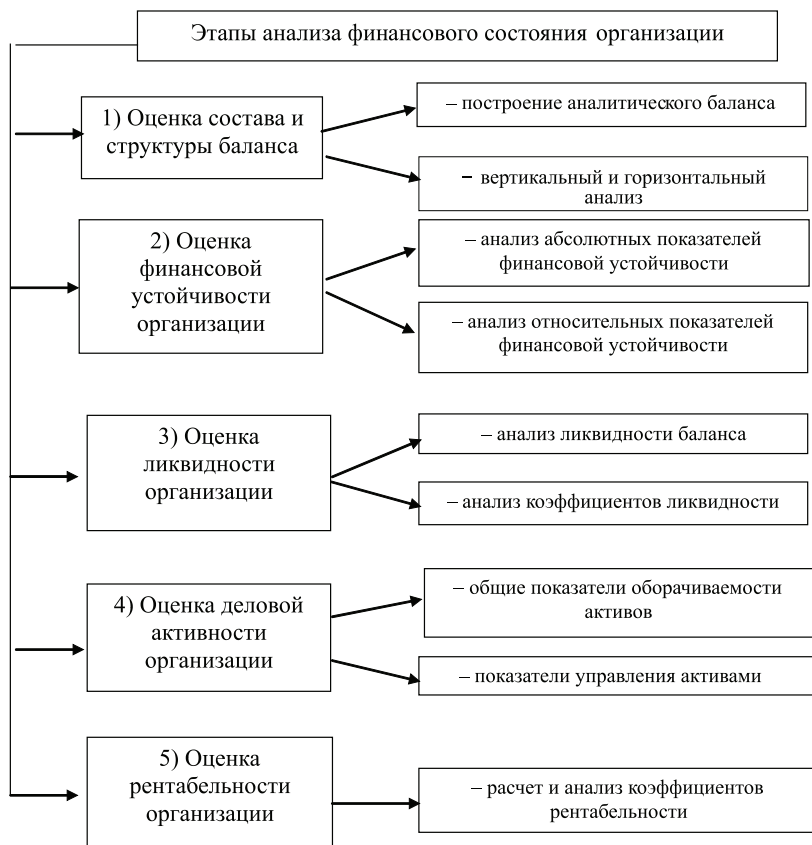 Этапы анализа финансового состояния организации
1) Оценка состава и
структуры баланса
– построение аналитического баланса
– вертикальный и горизонтальный
анализ
2) Оценка
финансовой
устойчивости
организации
– анализ абсолютных показателей
финансовой устойчивости
– анализ относительных показателей
финансовой устойчивости
3) Оценка
ликвидности
организации
– анализ ликвидности баланса
– анализ коэффициентов ликвидности
4) Оценка деловой
активности
организации
– общие показатели оборачиваемости
активов
– показатели управления активами
5) Оценка
рентабельности
организации
– расчет и анализ коэффициентов
рентабельности